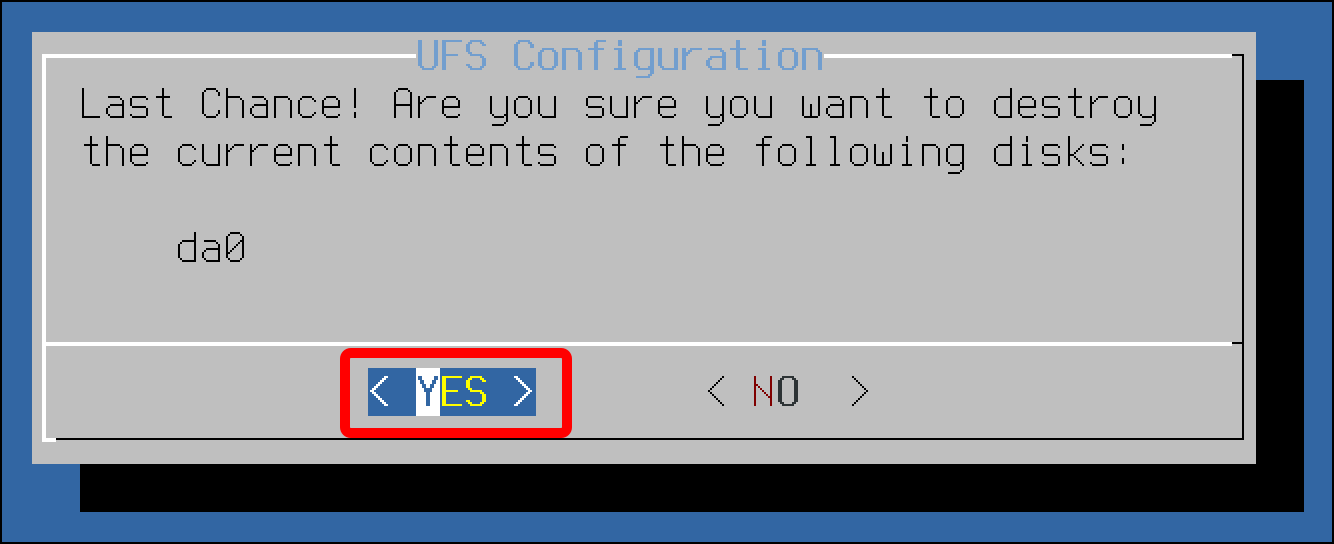 UFS Configuration
Last Chance! Are you sure you want to destroy
the current contents of the following disks:
da0
< YES > < NO >